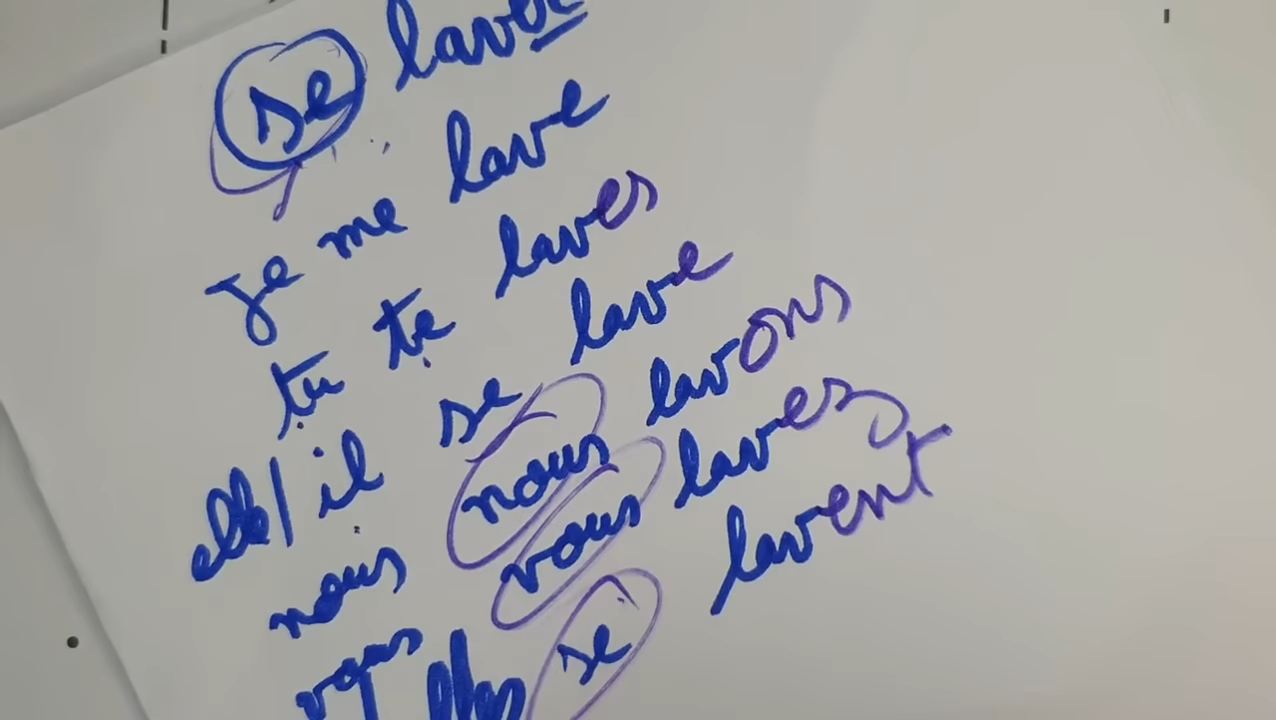 se laver
je me lave
tu te laves
elle/il se lave
nous nous lavons
vous vous lavez
elles se lavent